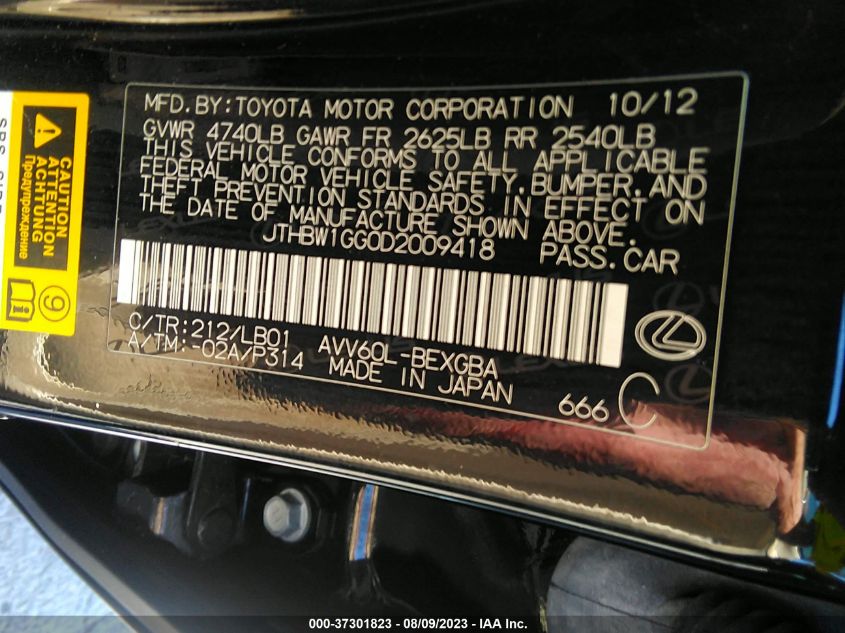 MFD.BY:TOYOTA MOTOR CORPORATION 10/12
GVWR 4740LB GAWR FR 2625LB RR 2540LB
THIS VEHICLE CONFORMS TO ALL APPLICABLE
FEDERAL MOTOR VEHICLE SAFETY,BUMPER,AND
THEFT PREVENTION STANDARDS IN EFFECT ON
THE DATE OF MANUFACTURE SHOWN ABOVE.
JTHBW1GG0D2009418 PASS.CAR
C/TR:212/LB01 AVV60L-BEXGBA
A/TM:-02A/P314 MADE IN JAPAN
666 C
CAUTION
ATTENTION
ACHTUNG
Предупреждение
9
i
000-37301823 - 08/09/2023 - IAA Inc.